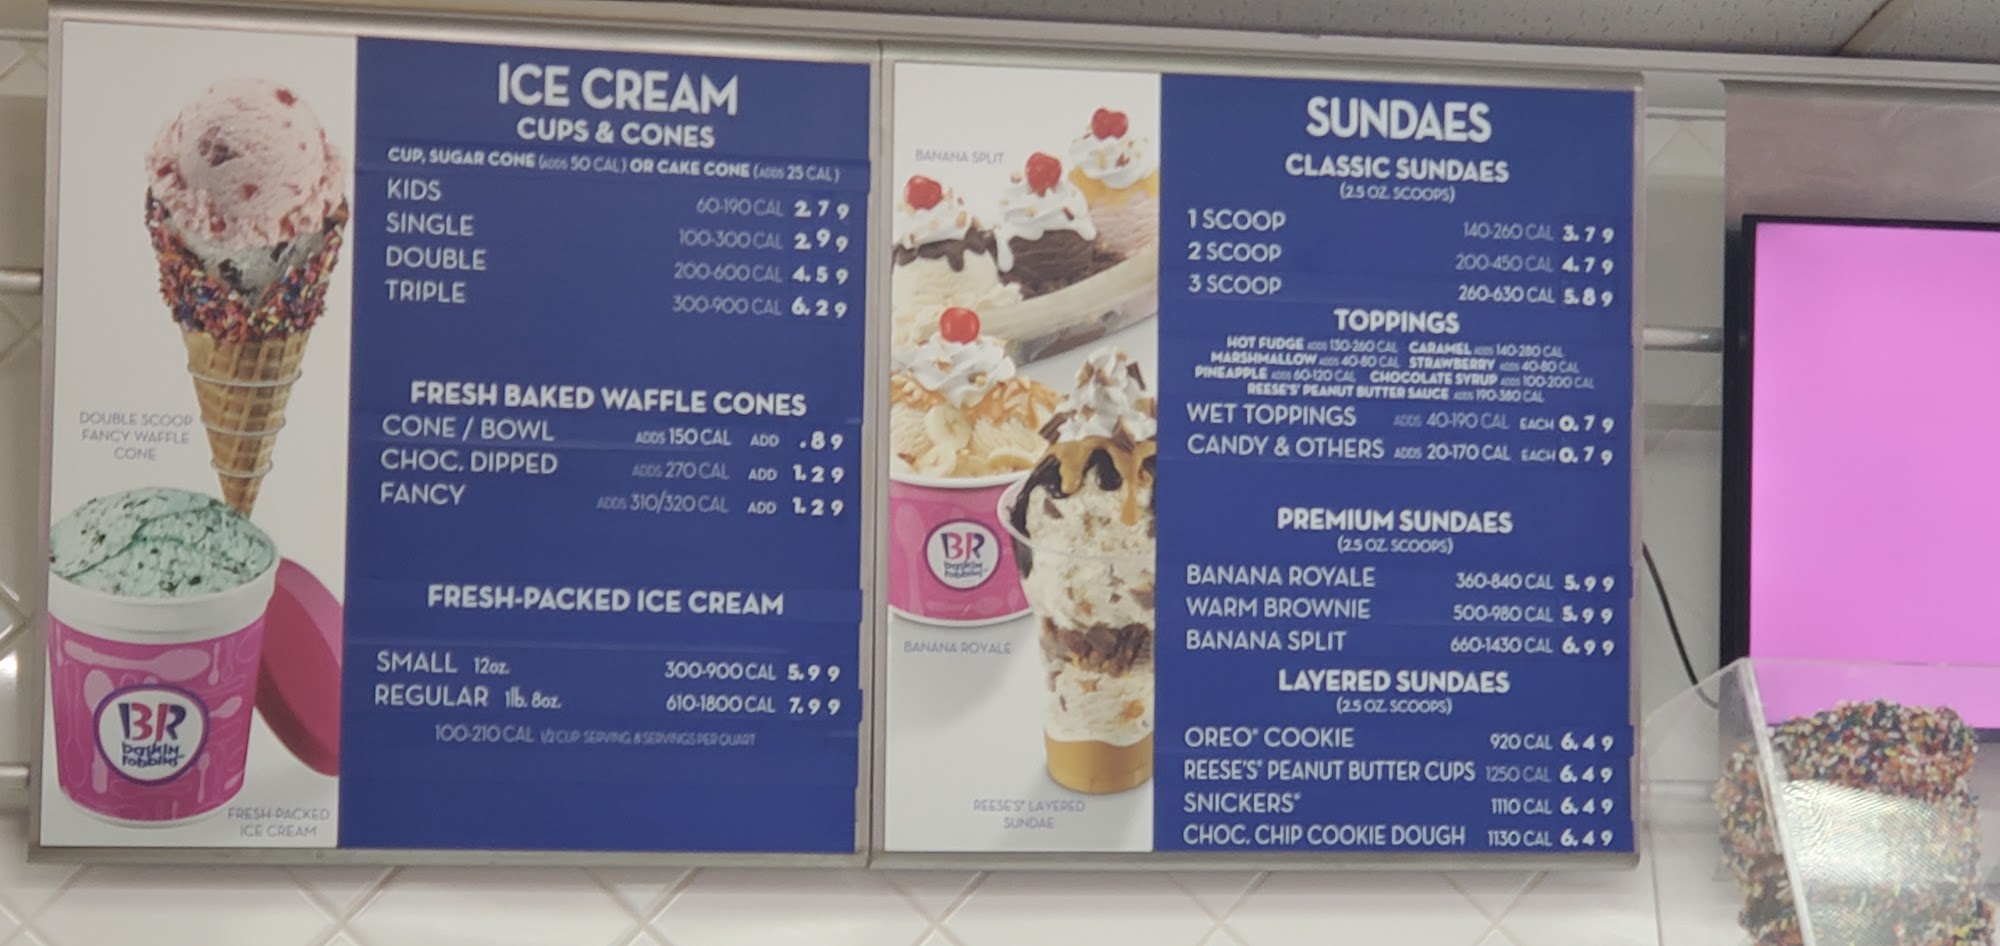 ICE CREAM
CUPS & CONES
CUP, SUGAR CONE (ADDS 50 CAL) OR CAKE CONE (ADDS 25 CAL)
KIDS 60-190 CAL 2.79
SINGLE 100-300 CAL 2.99
DOUBLE 200-600 CAL 4.59
TRIPLE 300-900 CAL 6.29
FRESH BAKED WAFFLE CONES
CONE / BOWL ADDS 150 CAL ADD .89
CHOC. DIPPED ADDS 270 CAL ADD 1.29
FANCY ADDS 310/320 CAL ADD 1.29
FRESH-PACKED ICE CREAM
SMALL 12oz. 300-900 CAL 5.99
REGULAR 1lb. 8oz. 610-1800 CAL 7.99
100-210 CAL 1/2 CUP SERVING, 8 SERVINGS PER QUART
DOUBLE SCOOP
FANCY WAFFLE
CONE
BR
baskin
robbins
FRESH-PACKED
ICE CREAM
BANANA SPLIT
BR
baskin
robbins
BANANA ROYALE
REESE'S® LAYERED
SUNDAE
SUNDAES
CLASSIC SUNDAES
(2.5 OZ. SCOOPS)
1 SCOOP 140-260 CAL 3.79
2 SCOOP 200-450 CAL 4.79
3 SCOOP 260-630 CAL 5.89
TOPPINGS
HOT FUDGE ADDS 130-260 CAL CARAMEL ADDS 140-280 CAL
MARSHMALLOW ADDS 40-80 CAL STRAWBERRY ADDS 40-80 CAL
PINEAPPLE ADDS 60-120 CAL CHOCOLATE SYRUP ADDS 100-200 CAL
REESE'S® PEANUT BUTTER SAUCE ADDS 190-380 CAL
WET TOPPINGS ADDS 40-190 CAL EACH 0.79
CANDY & OTHERS ADDS 20-170 CAL EACH 0.79
PREMIUM SUNDAES
(2.5 OZ. SCOOPS)
BANANA ROYALE 360-840 CAL 5.99
WARM BROWNIE 500-980 CAL 5.99
BANANA SPLIT 660-1430 CAL 6.99
LAYERED SUNDAES
(2.5 OZ. SCOOPS)
OREO® COOKIE 920 CAL 6.49
REESE'S® PEANUT BUTTER CUPS 1250 CAL 6.49
SNICKERS® 1110 CAL 6.49
CHOC. CHIP COOKIE DOUGH 1130 CAL 6.49